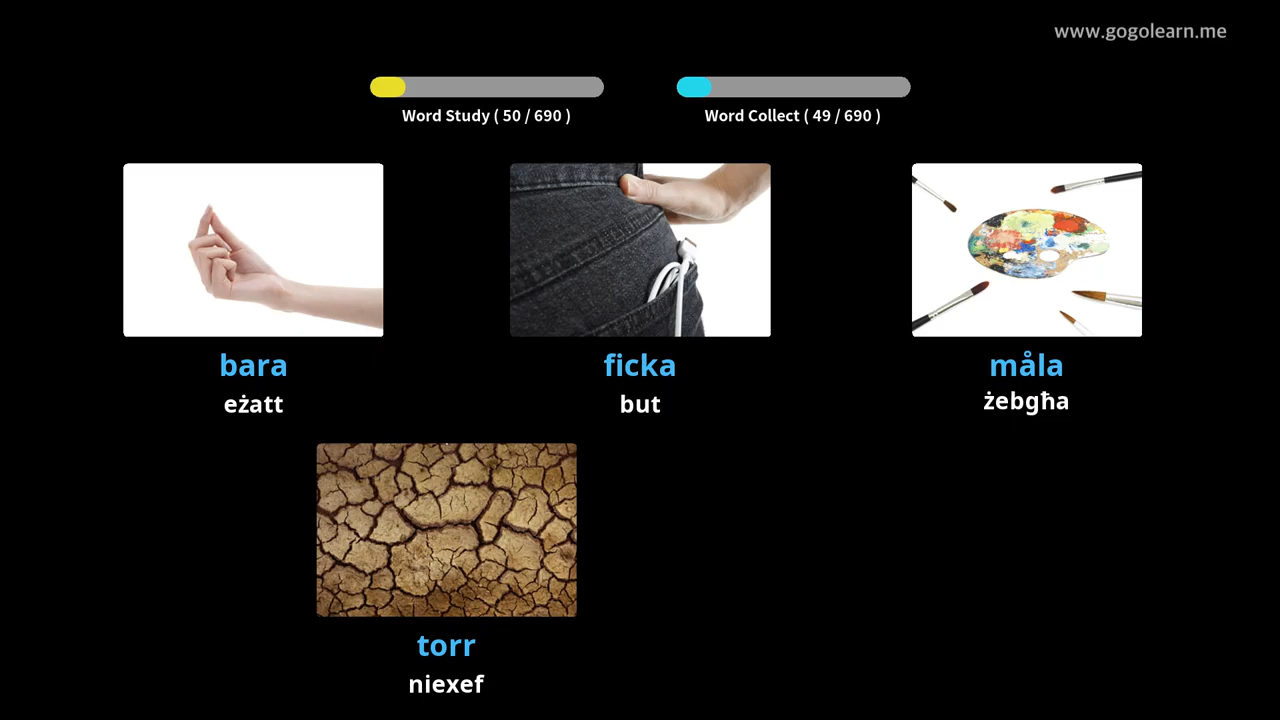 www.gogolearn.me
Word Study ( 50 / 690 )
Word Collect ( 49 / 690 )
bara
eżatt
ficka
but
måla
żebgħa
torr
niexef